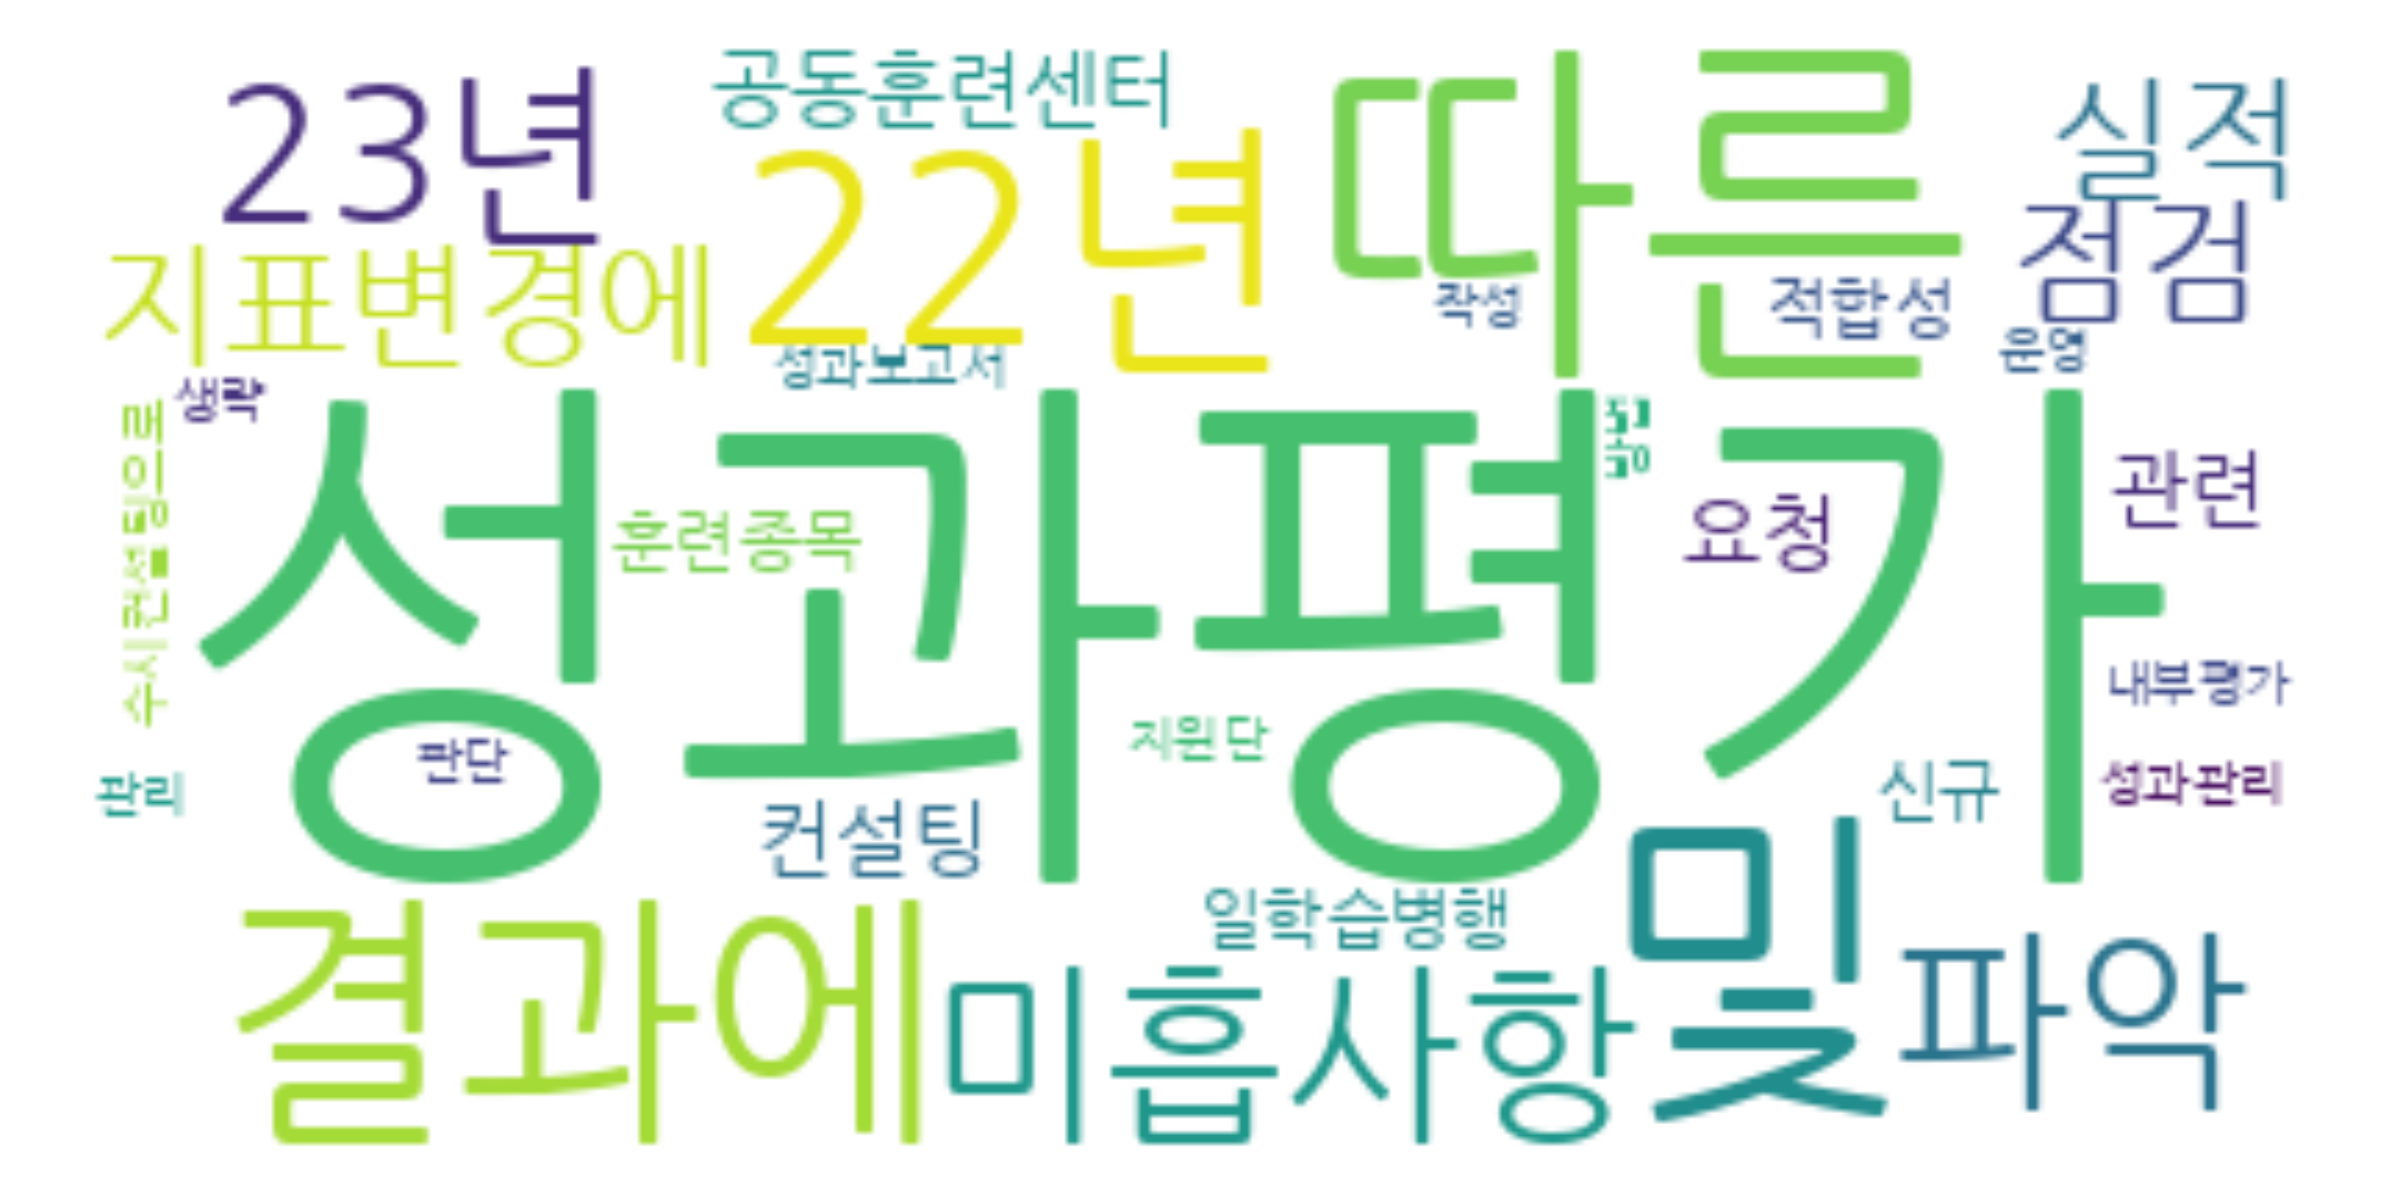 23년
공동훈련센터
22년
따른
실적
지표변경에
점검
작성
적합성
운영
성과보고서
생략
성과평가
수시컨설팅으로
훈련종목
요청
관련
내부평가
지원단
판단
관리
컨설팅
신규
성과관리
및
일학습병행
결과에
미흡사항
파악